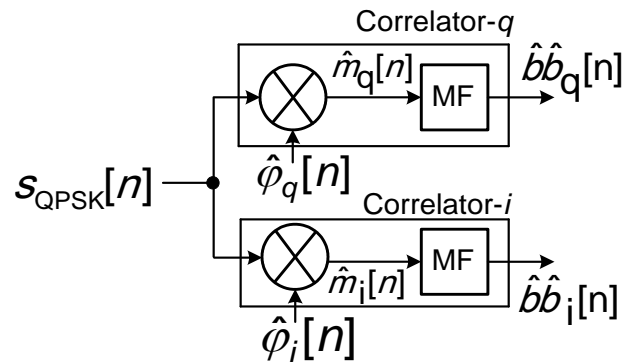 Correlator-q
m̂q[n]
MF
b̂b̂q[n]
φ̂q[n]
sQPSK[n]
Correlator-i
m̂i[n]
MF
b̂b̂i[n]
φ̂i[n]